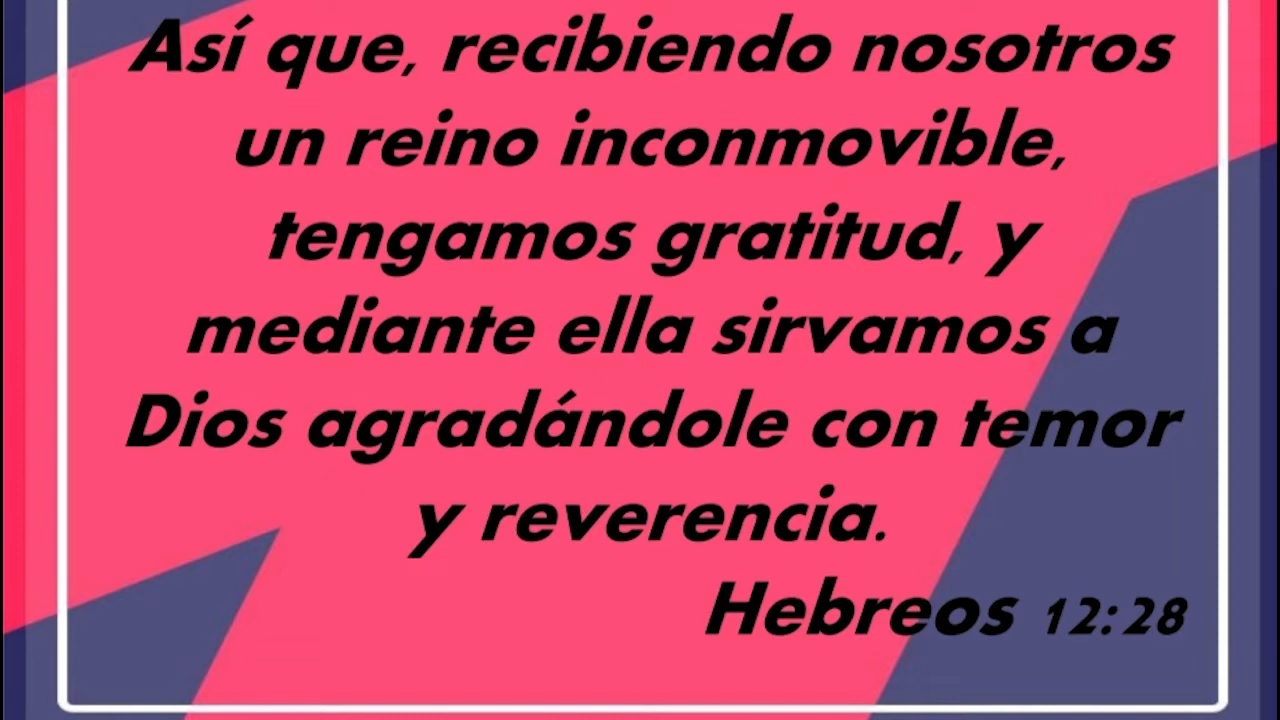 Así que, recibiendo nosotros
un reino inconmovible,
tengamos gratitud, y
mediante ella sirvamos a
Dios agradándole con temor
y reverencia.
Hebreos 12:28